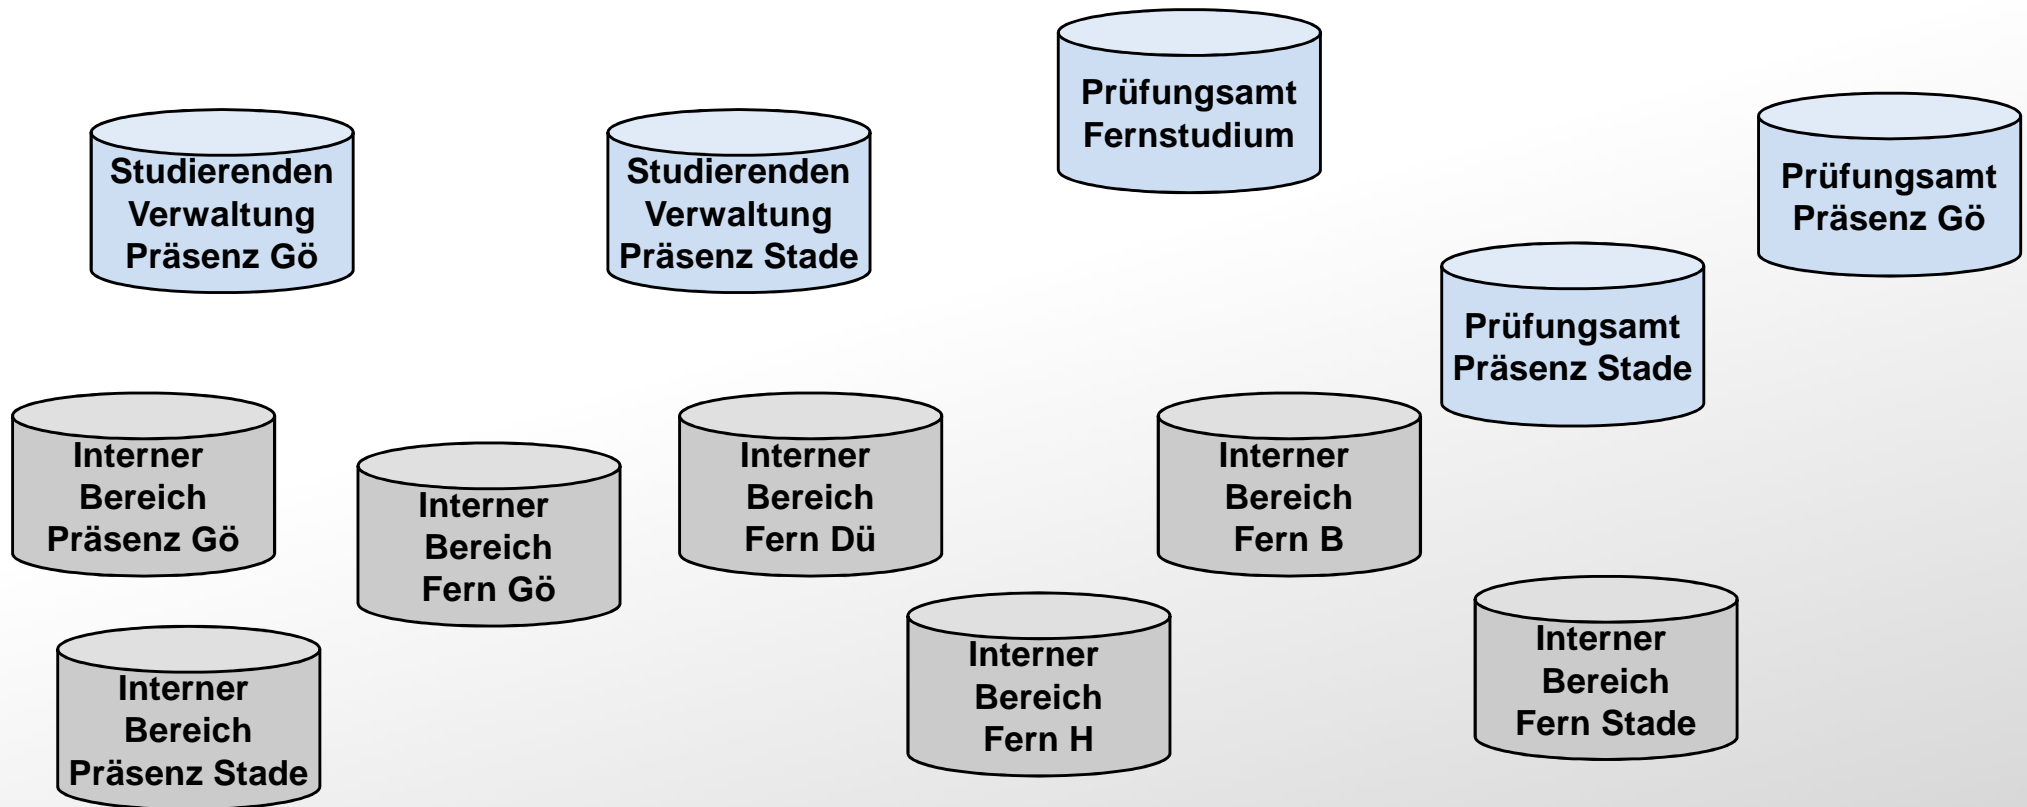 Prüfungsamt
Fernstudium
Studierenden
Verwaltung
Präsenz Gö
Studierenden
Verwaltung
Präsenz Stade
Prüfungsamt
Präsenz Gö
Prüfungsamt
Präsenz Stade
Interner
Bereich
Präsenz Gö
Interner
Bereich
Fern Gö
Interner
Bereich
Fern Dü
Interner
Bereich
Fern B
Interner
Bereich
Präsenz Stade
Interner
Bereich
Fern H
Interner
Bereich
Fern Stade